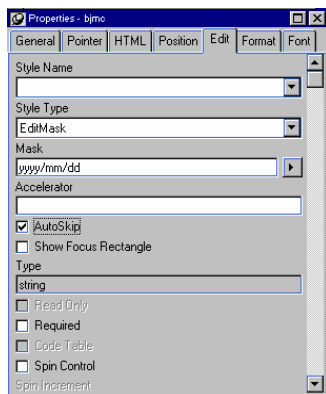 Properties - bjmc
General Pointer HTML Position Edit Format Font
Style Name
Style Type
EditMask
Mask
yyyy/mm/dd
Accelerator
AutoSkip
Show Focus Rectangle
Type
string
Read Only
Required
Code Table
Spin Control
Spin Increment